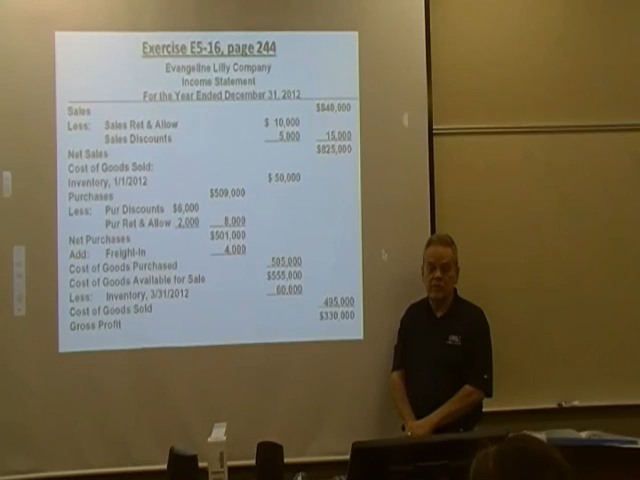 Exercise E5-16, page 244
Evangeline Lilly Company
Income Statement
For the Year Ended December 31, 2012
Sales $840,000
Less: Sales Ret & Allow $ 10,000
Sales Discounts 5,000 15,000
Net Sales $825,000
Cost of Goods Sold:
Inventory, 1/1/2012 $ 50,000
Purchases $509,000
Less: Pur Discounts $6,000
Pur Ret & Allow 2,000 8,000
Net Purchases $501,000
Add: Freight-In 4,000
Cost of Goods Purchased 505,000
Cost of Goods Available for Sale $555,000
Less: Inventory, 3/31/2012 60,000
Cost of Goods Sold 495,000
Gross Profit $330,000